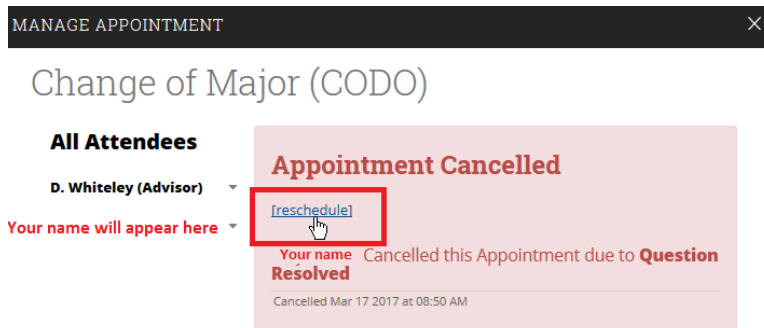 MANAGE APPOINTMENT
Change of Major (CODO)
All Attendees
D. Whiteley (Advisor)
Your name will appear here
Appointment Cancelled
[reschedule]
Your name Cancelled this Appointment due to Question
Resolved
Cancelled Mar 17 2017 at 08:50 AM